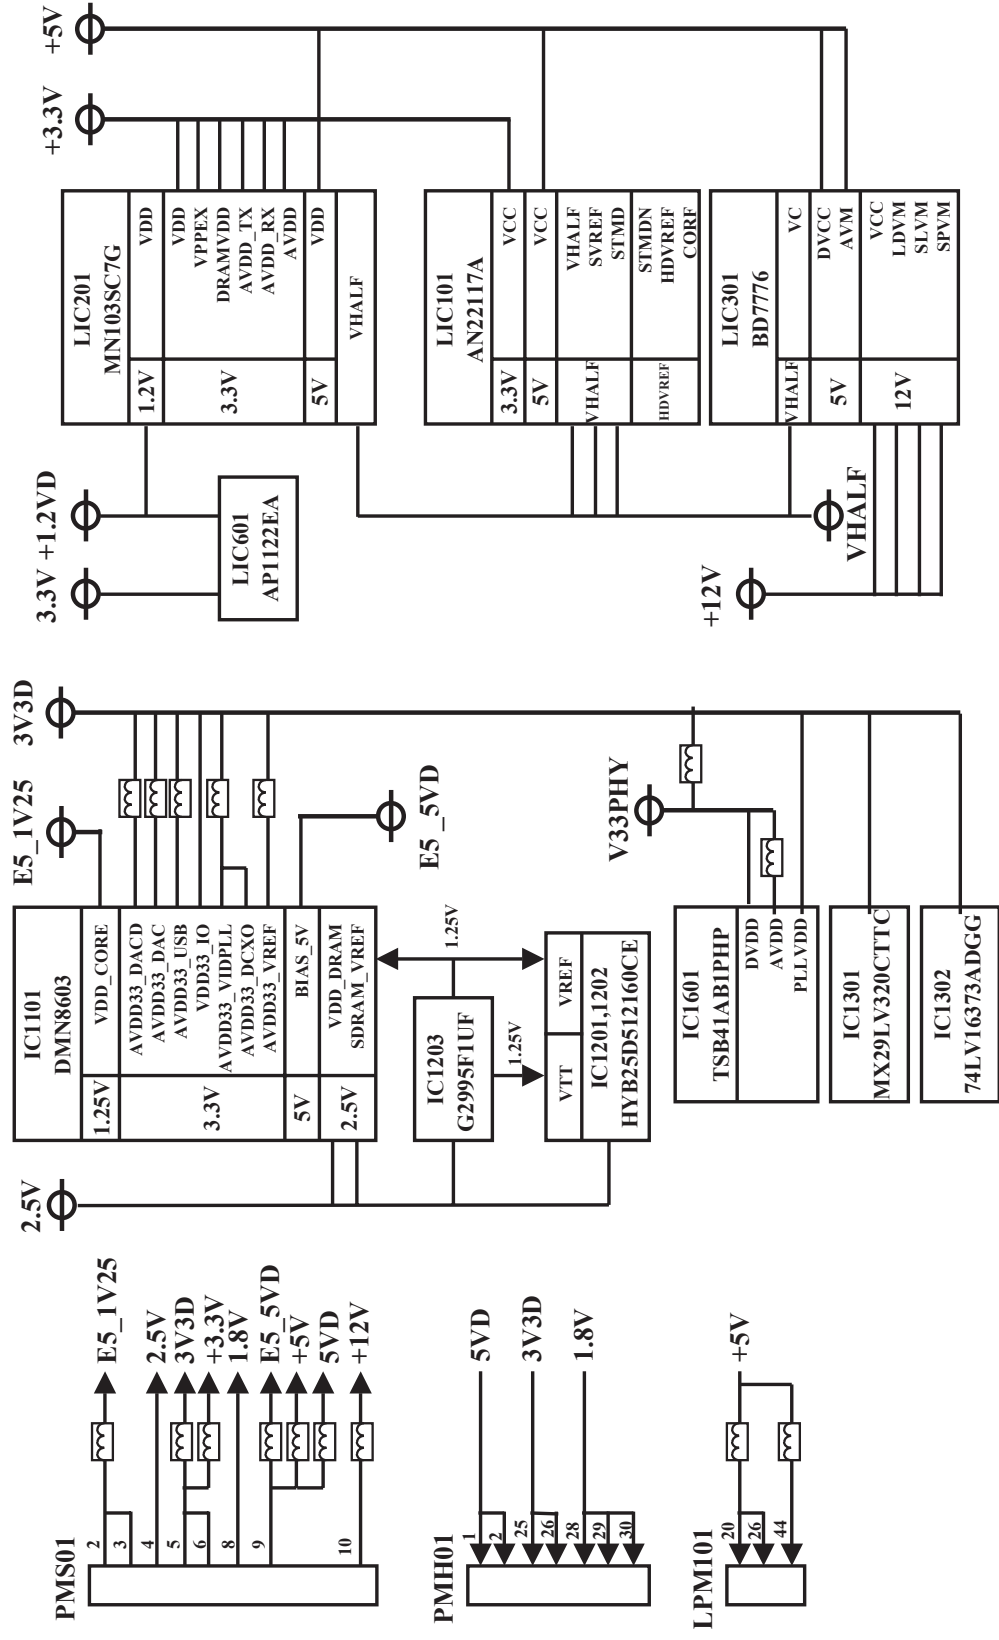 PMS01
2
3
4
5
6
8
9
10
E5_1V25
2.5V
3V3D
+3.3V
1.8V
E5_5VD
+5V
5VD
+12V
PMH01
1
2
25
26
28
29
30
5VD
3V3D
1.8V
LPM101
20
26
44
+5V
2.5V
E5_1V25
3V3D
IC1101
DMN8603
1.25V
VDD_CORE
3.3V
AVDD33_DACD
AVDD33_DAC
AVDD33_USB
VDD33_IO
AVDD33_VIDPLL
AVDD33_DCXO
AVDD33_VREF
5V
BIAS_5V
2.5V
VDD_DRAM
SDRAM_VREF
E5_5VD
IC1203
G2995F1UF
1.25V
1.25V
VTT
VREF
IC1201,1202
HYB25D512160CE
V33PHY
IC1601
TSB41AB1PHP
DVDD
AVDD
PLLVDD
IC1301
MX29LV320CTTTC
IC1302
74LV16373ADGG
3.3V
+1.2VD
+3.3V
+5V
LIC601
AP1122EA
LIC201
MN103SC7G
1.2V
VDD
3.3V
VDD
VPPEX
DRAMVDD
AVDD_TX
AVDD_RX
AVDD
5V
VDD
VHALF
LIC101
AN22117A
3.3V
VCC
5V
VCC
VHALF
VHALF
SVREF
STMD
HDVREF
STMDN
HDVREF
CORF
LIC301
BD7776
VHALF
VC
5V
DVCC
AVM
12V
VCC
LDVM
SLVM
SPVM
VHALF
+12V